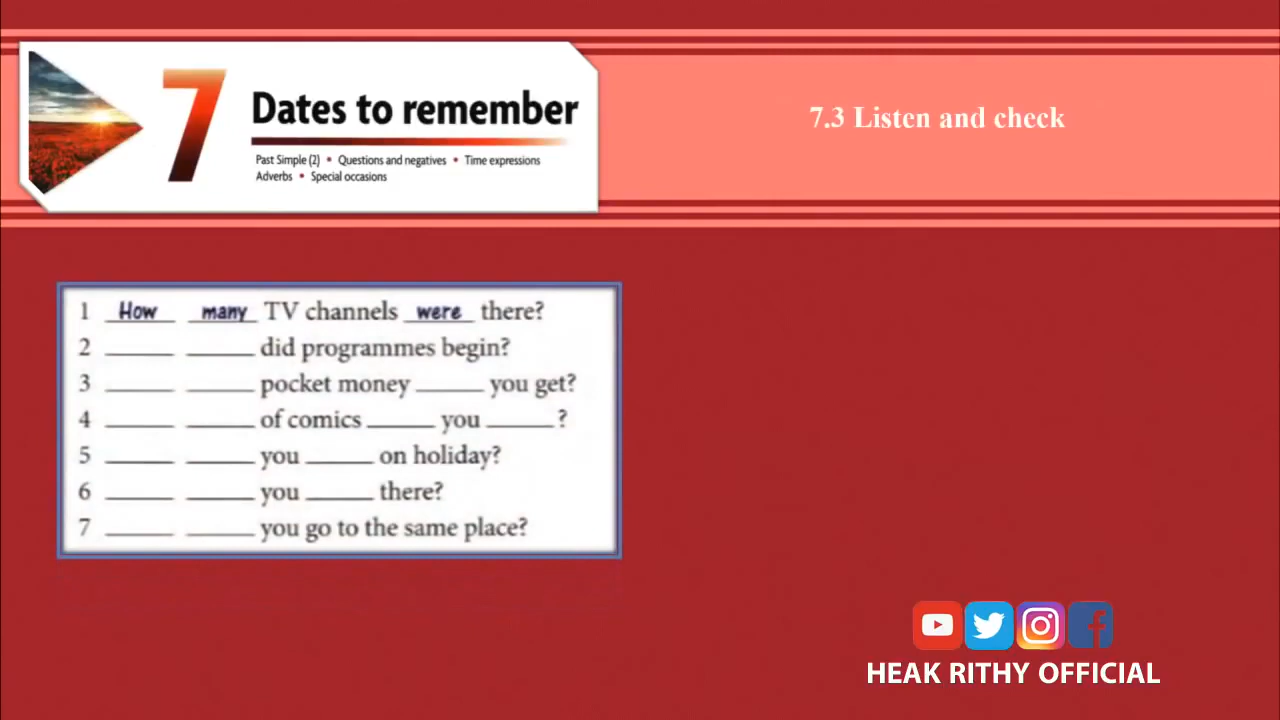 7
Dates to remember
Past Simple (2) • Questions and negatives • Time expressions
Adverbs • Special occasions
7.3 Listen and check
1 How many TV channels were there?
2 ______ ______ did programmes begin?
3 ______ ______ pocket money ______ you get?
4 ______ ______ of comics ______ you ______?
5 ______ ______ you ______ on holiday?
6 ______ ______ you ______ there?
7 ______ ______ you go to the same place?
HEAK RITHY OFFICIAL